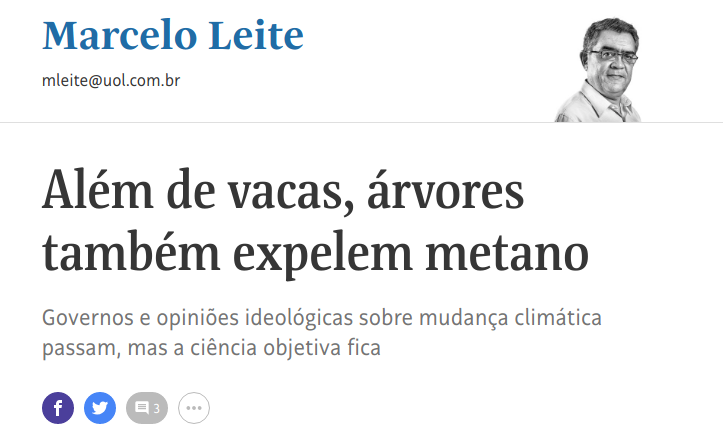 Marcelo Leite
mleite@uol.com.br
Além de vacas, árvores
também expelem metano
Governos e opiniões ideológicas sobre mudança climática
passam, mas a ciência objetiva fica
3